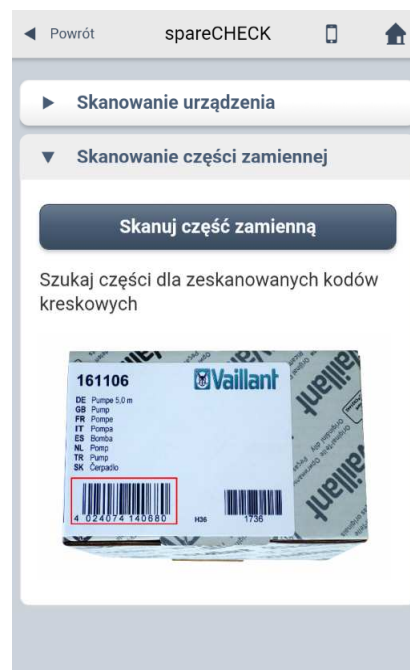 Powrót
spareCHECK
Skanowanie urządzenia
Skanowanie części zamiennej
Skanuj część zamienną
Szukaj części dla zeskanowanych kodów
kreskowych
161106
Vaillant
DE Pumpe 5,0 m
GB Pump
FR Pompe
IT Pompa
ES Bomba
NL Pomp
TR Pump
SK Čerpadlo
4 024074 140680
H36
1736
Vaillant
Vaillant